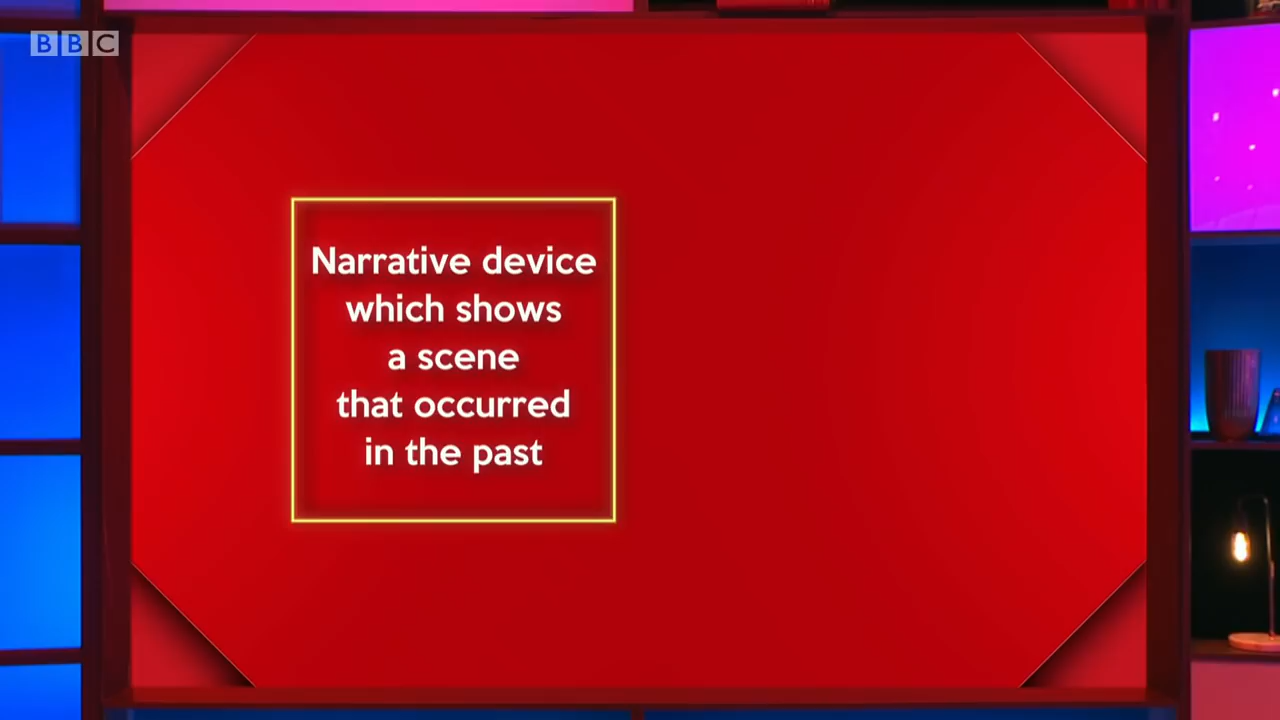 BBC
Narrative device
which shows
a scene
that occurred
in the past